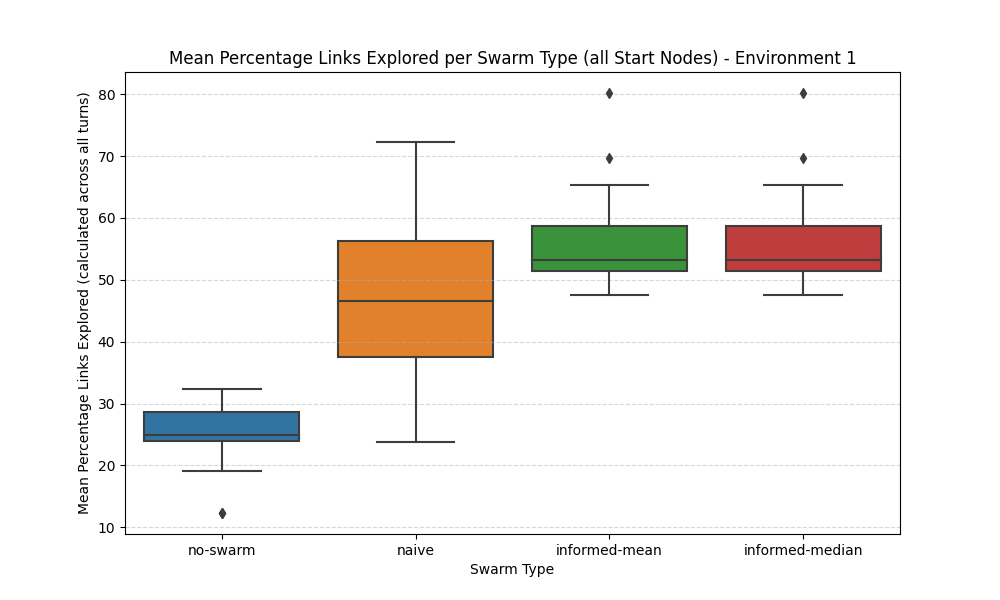 Mean Percentage Links Explored per Swarm Type (all Start Nodes) - Environment 1
Mean Percentage Links Explored (calculated across all turns)
80
70
60
50
40
30
20
10
no-swarm
naive
informed-mean
informed-median
Swarm Type